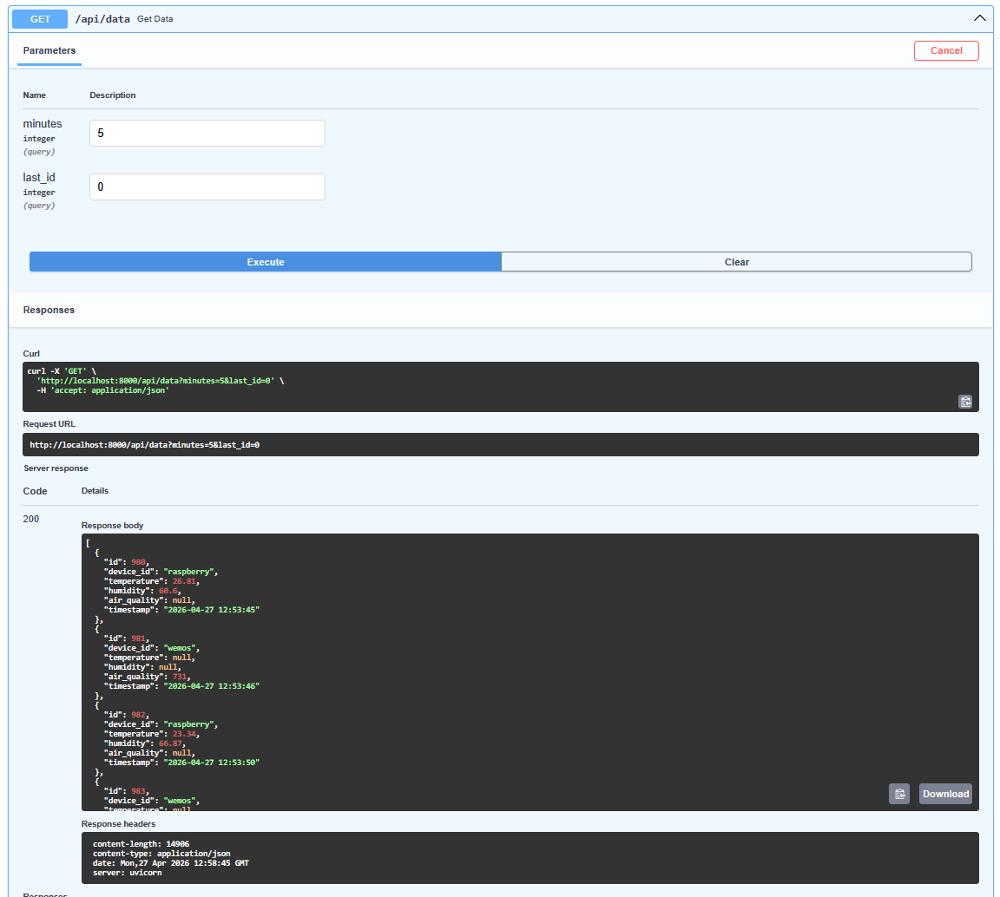 GET /api/data Get Data
Parameters
Cancel
Name Description
minutes
integer
(query)
5
last_id
integer
(query)
0
Execute Clear
Responses
Curl
curl -X 'GET' \
  'http://localhost:8000/api/data?minutes=5&last_id=0' \
  -H 'accept: application/json'
Request URL
http://localhost:8000/api/data?minutes=5&last_id=0
Server response
Code Details
200
Response body
[
  {
    "id": 980,
    "device_id": "raspberry",
    "temperature": 26.81,
    "humidity": 60.6,
    "air_quality": null,
    "timestamp": "2026-04-27 12:53:45"
  },
  {
    "id": 981,
    "device_id": "wemos",
    "temperature": null,
    "humidity": null,
    "air_quality": 731,
    "timestamp": "2026-04-27 12:53:46"
  },
  {
    "id": 982,
    "device_id": "raspberry",
    "temperature": 23.34,
    "humidity": 66.87,
    "air_quality": null,
    "timestamp": "2026-04-27 12:53:50"
  },
  {
    "id": 983,
    "device_id": "wemos",
    "temperature": null
Download
Response headers
content-length: 14906
content-type: application/json
date: Mon,27 Apr 2026 12:58:45 GMT
server: uvicorn
Responses